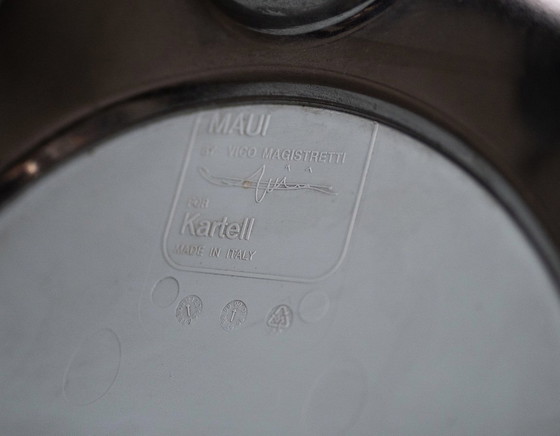 MAUI
BY VICO MAGISTRETTI
FOR
Kartell
MADE IN ITALY